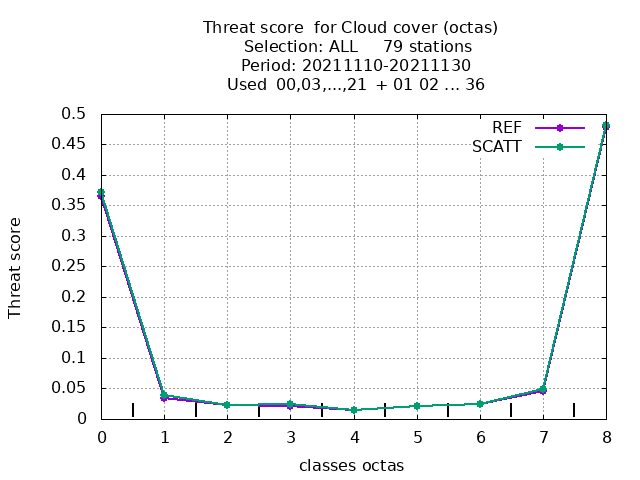 Threat score  for Cloud cover (octas)
Selection: ALL     79 stations
Period: 20211110-20211130
Used  00,03,...,21  + 01 02 ... 36
REF
SCATT
0.5
0.45
0.4
0.35
0.3
0.25
0.2
0.15
0.1
0.05
0
Threat score
0 1 2 3 4 5 6 7 8
classes octas